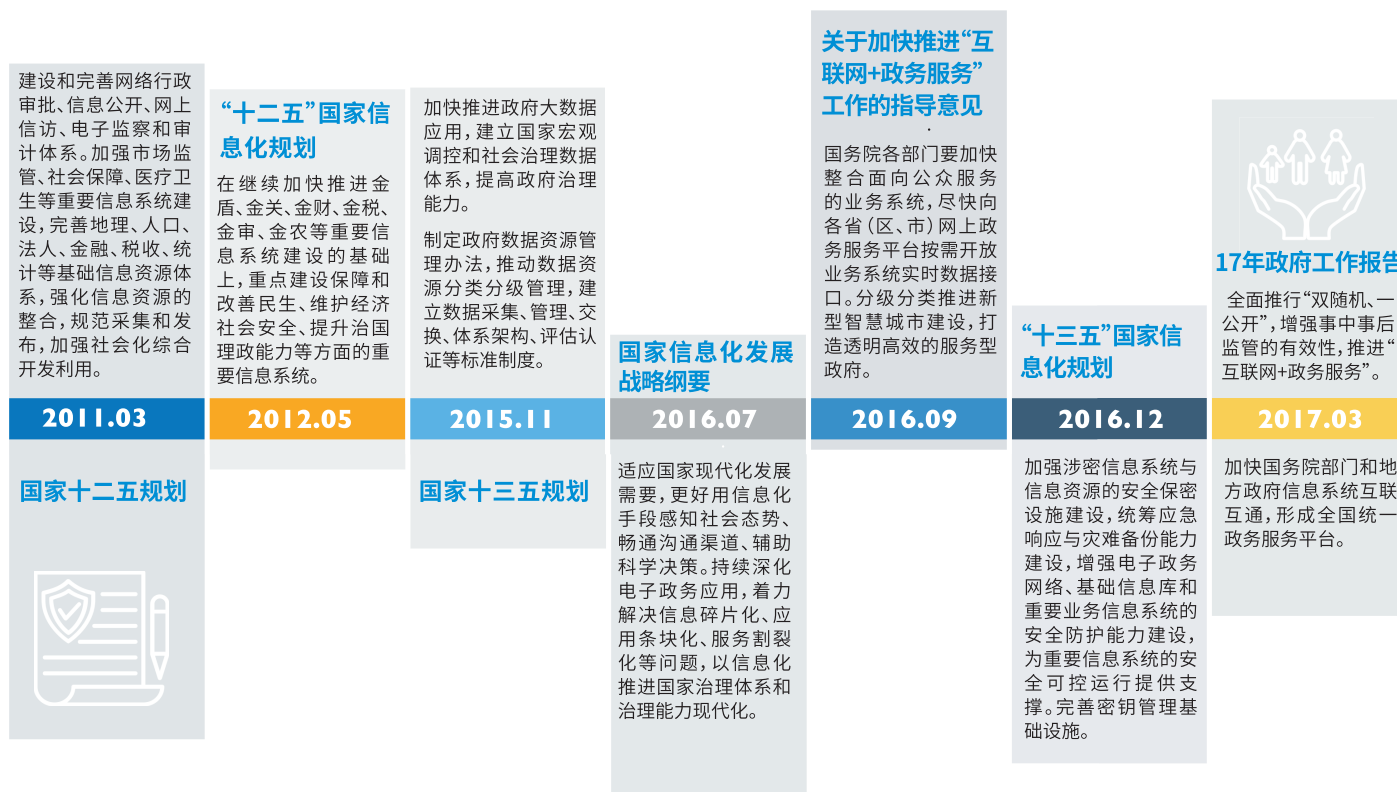 建设和完善网络行政
审批、信息公开、网上
信访、电子监察和审
计体系。加强市场监
管、社会保障、医疗卫
生等重要信息系统建
设，完善地理、人口、
法人、金融、税收、统
计等基础信息资源体
系，强化信息资源的
整合，规范采集和发
布，加强社会化综合
开发利用。
2011.03
国家十二五规划
“十二五”国家信
息化规划
在继续加快推进金
盾、金关、金财、金税、
金审、金农等重要信
息系统建设的基础
上，重点建设保障和
改善民生、维护经济
社会安全、提升治国
理政能力等方面的重
要信息系统。
2012.05
加快推进政府大数据
应用，建立国家宏观
调控和社会治理数据
体系，提高政府治理
能力。
制定政府数据资源管
理办法，推动数据资
源分类分级管理，建
立数据采集、管理、交
换、体系架构、评估认
证等标准制度。
2015.11
国家十三五规划
国家信息化发展
战略纲要
2016.07
适应国家现代化发展
需要，更好用信息化
手段感知社会态势、
畅通沟通渠道、辅助
科学决策。持续深化
电子政务应用，着力
解决信息碎片化、应
用条块化、服务割裂
化等问题，以信息化
推进国家治理体系和
治理能力现代化。
关于加快推进“互
联网+政务服务”
工作的指导意见
国务院各部门要加快
整合面向公众服务
的业务系统，尽快向
各省（区、市）网上政
务服务平台按需开放
业务系统实时数据接
口。分级分类推进新
型智慧城市建设，打
造透明高效的服务型
政府。
2016.09
“十三五”国家信
息化规划
2016.12
加强涉密信息系统与
信息资源的安全保密
设施建设，统筹应急
响应与灾难备份能力
建设，增强电子政务
网络、基础信息库和
重要业务信息系统的
安全防护能力建设，
为重要信息系统的安
全可控运行提供支
撑。完善密钥管理基
础设施。
17年政府工作报告
全面推行“双随机、一
公开”，增强事中事后
监管的有效性，推进“
互联网+政务服务”。
2017.03
加快国务院部门和地
方政府信息系统互联
互通，形成全国统一
政务服务平台。